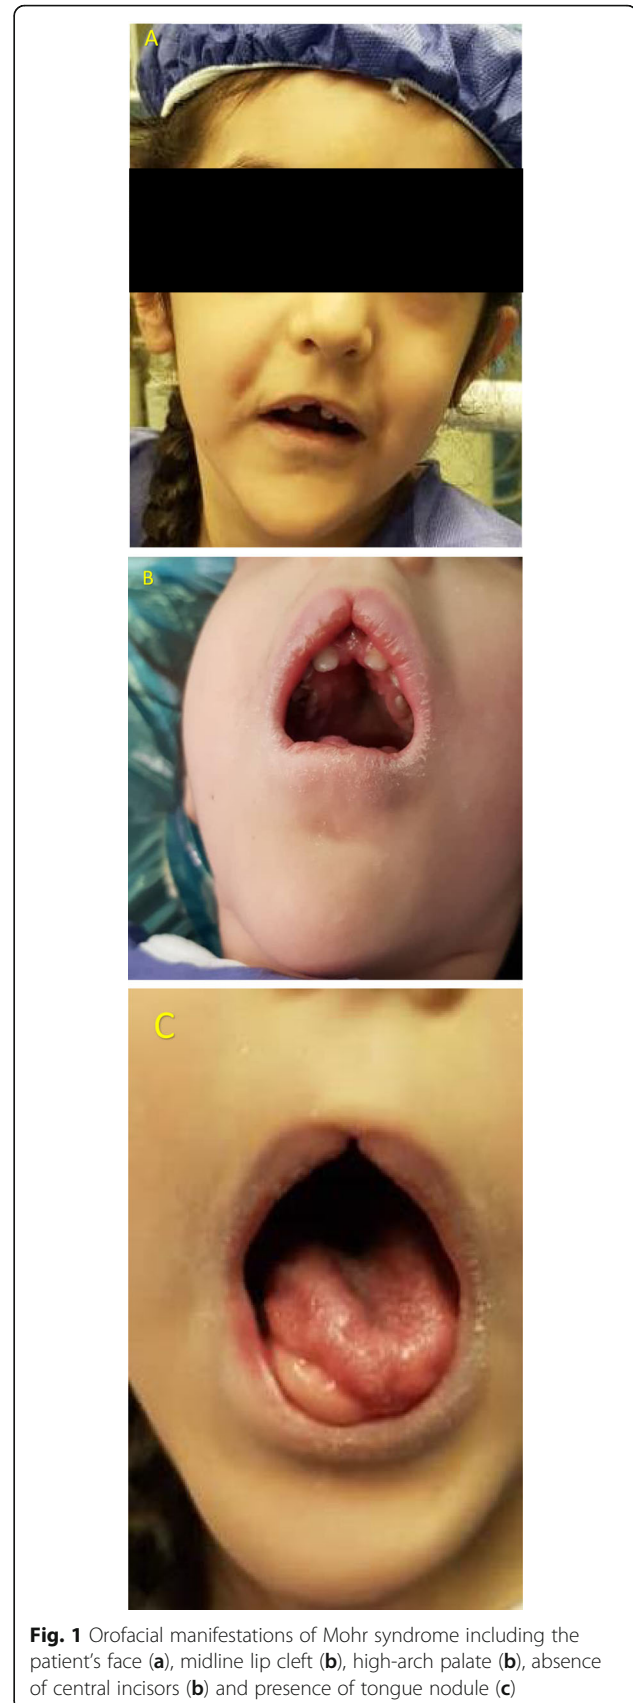 A
B
C
Fig. 1 Orofacial manifestations of Mohr syndrome including the
patient's face (a), midline lip cleft (b), high-arch palate (b), absence
of central incisors (b) and presence of tongue nodule (c)